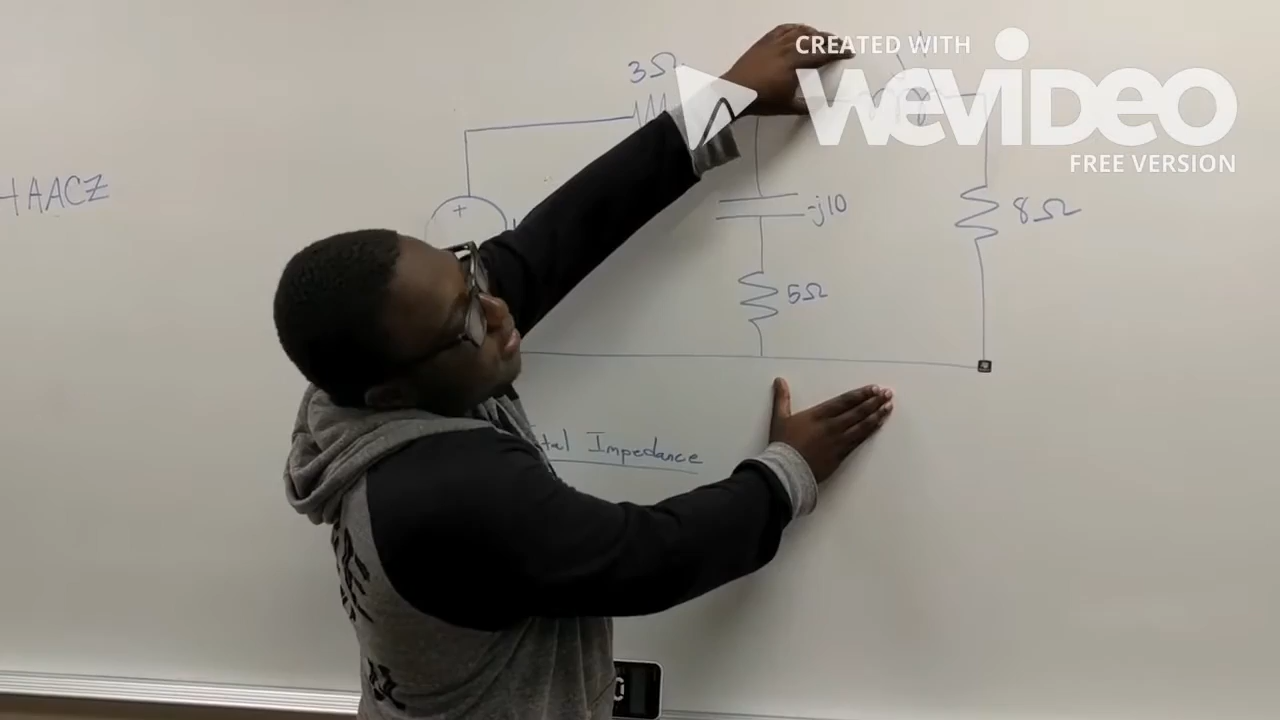 CREATED WITH
WEVIDEO
FREE VERSION
3Ω
HAACZ
+
-j10
8Ω
5Ω
Impedance